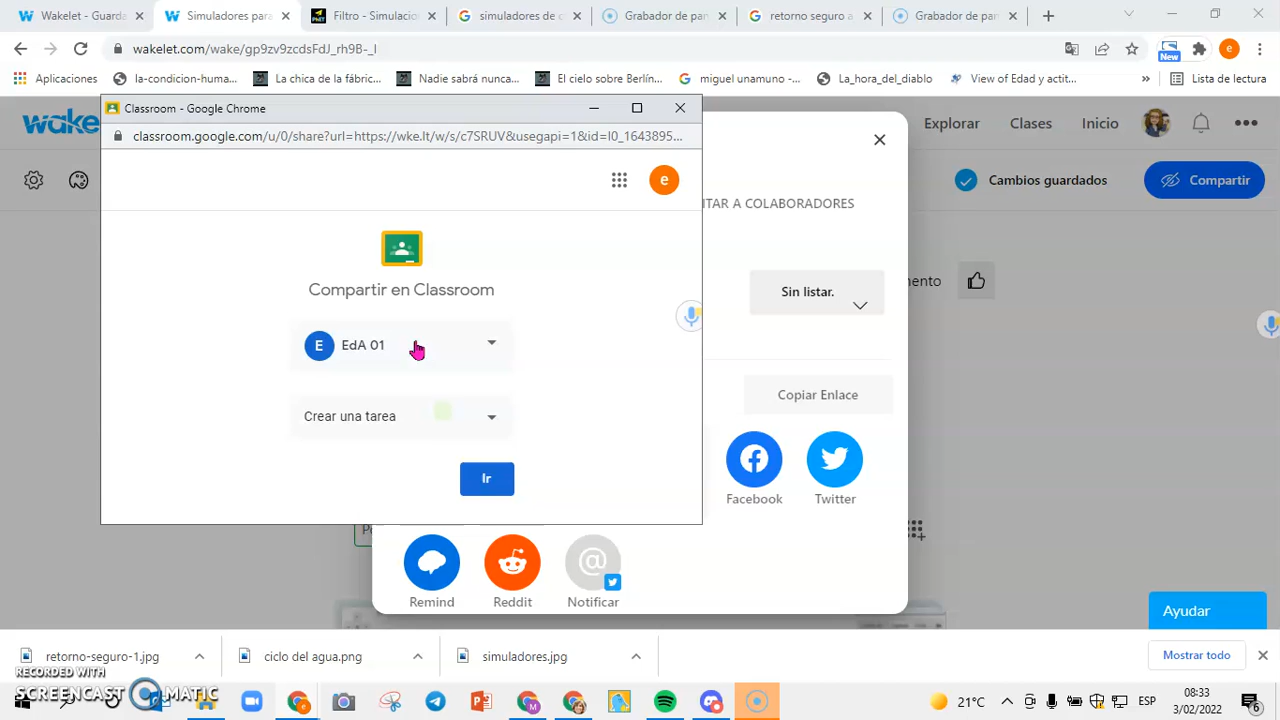 Wakelet - Guarda
Simuladores para
Filtro - Simulacion
simuladores de c
Grabador de pan
retorno seguro a
Grabador de pan
wakelet.com/wake/gp9zv9zcdsFdJ_rh9B-_l
e
New
Aplicaciones
la-condicion-huma...
La chica de la fábric...
Nadie sabrá nunca...
El cielo sobre Berlín...
miguel unamuno -...
La_hora_del_diablo
View of Edad y actit...
»
Lista de lectura
Classroom - Google Chrome
classroom.google.com/u/0/share?url=https://wke.lt/w/s/c7SRUV&usegapi=1&id=I0_1643895...
wake
Explorar
Clases
Inicio
e
Cambios guardados
Compartir
ITAR A COLABORADORES
Compartir en Classroom
Sin listar.
mento
E
EdA 01
Crear una tarea
Copiar Enlace
Ir
Facebook
Twitter
@
Remind
Reddit
Notificar
Ayudar
retorno-seguro-1.jpg
ciclo del agua.png
simuladores.jpg
Mostrar todo
RECORDED WITH
SCREENCAST MATIC
21°C
ESP
08:33
3/02/2022
6